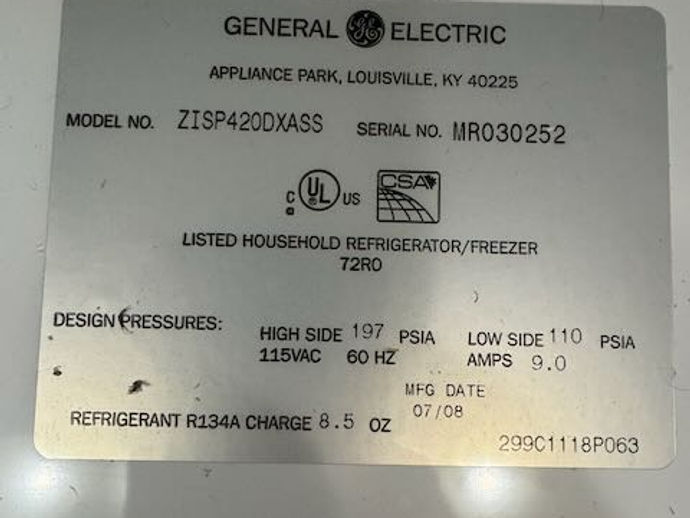 GENERAL GE ELECTRIC
APPLIANCE PARK, LOUISVILLE, KY 40225
MODEL NO. ZISP420DXASS SERIAL NO. MR030252
C UL US CSA
LISTED HOUSEHOLD REFRIGERATOR/FREEZER
72R0
DESIGN PRESSURES: HIGH SIDE 197 PSIA LOW SIDE 110 PSIA
115VAC 60 HZ AMPS 9.0
MFG DATE
07/08
REFRIGERANT R134A CHARGE 8.5 OZ
299C1118P063